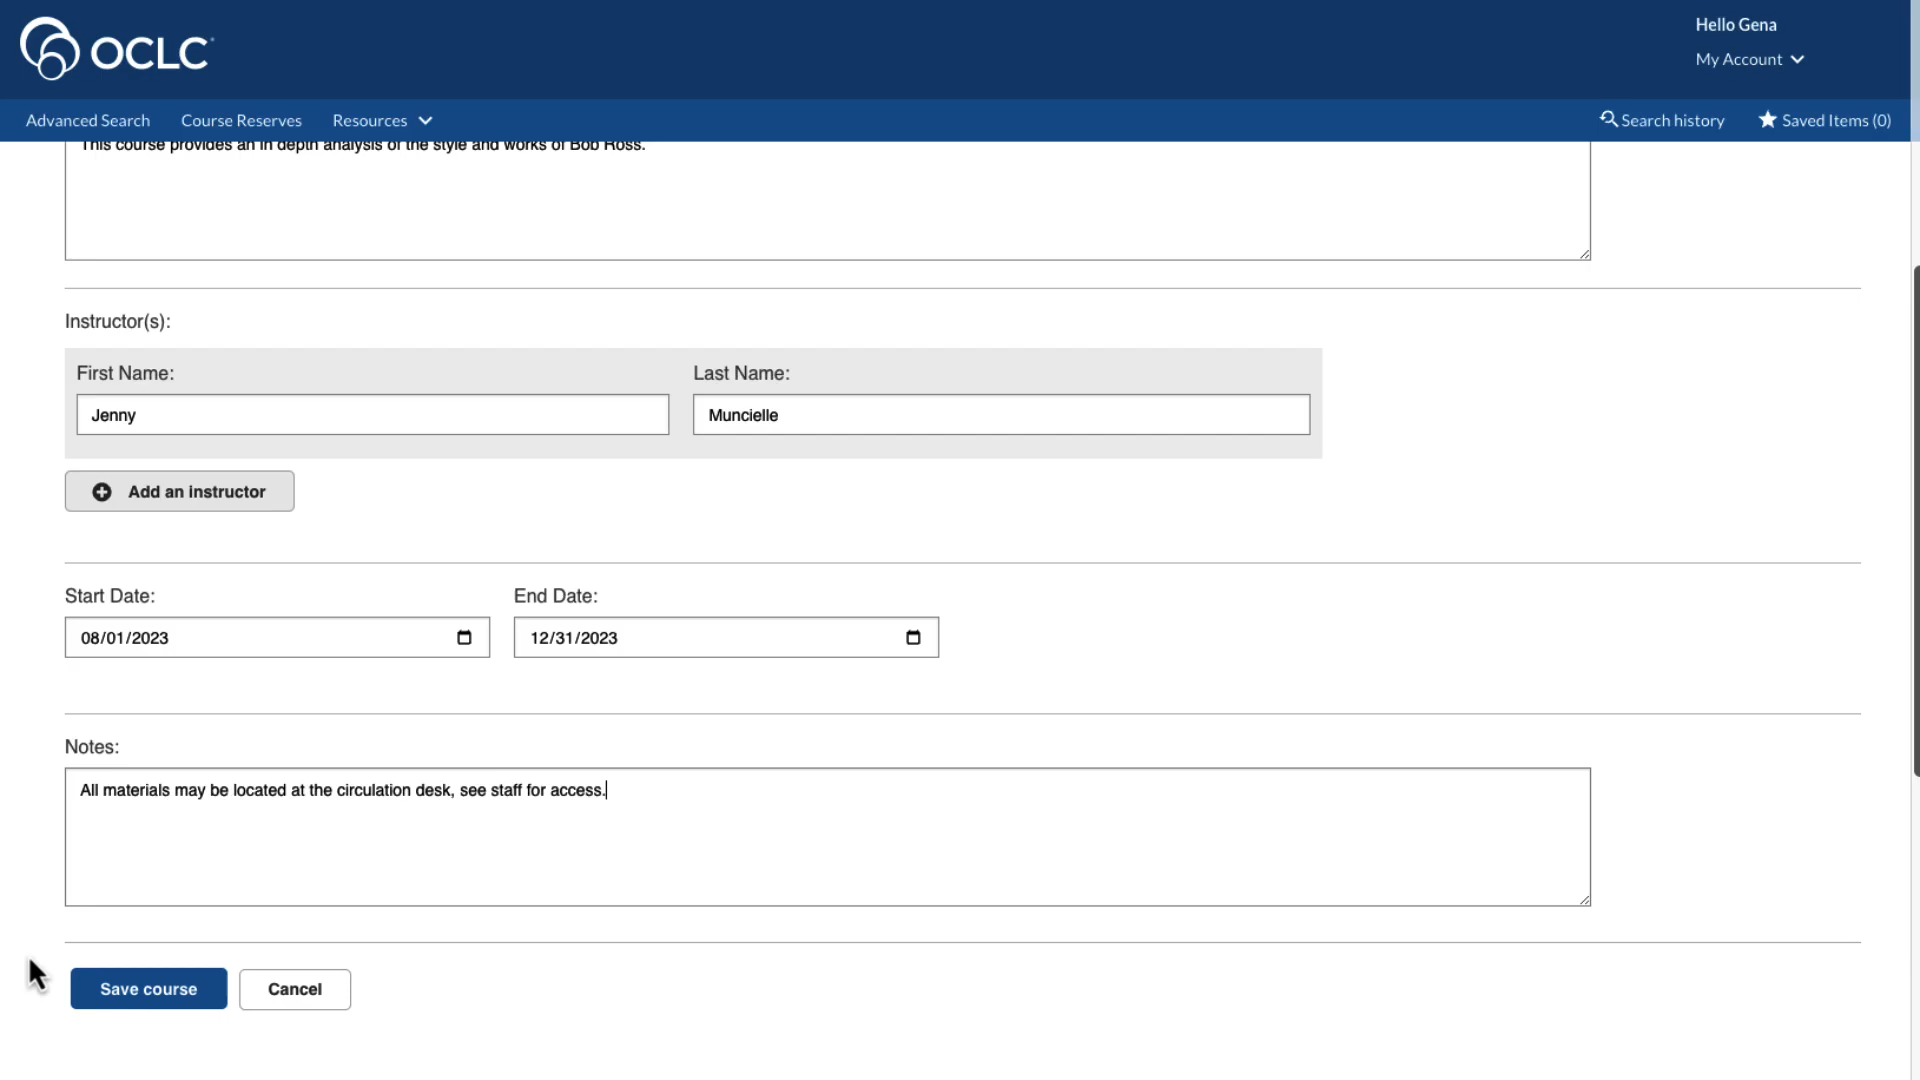 OCLC
Hello Gena
My Account
Advanced Search Course Reserves Resources Search history Saved Items (0)
This course provides an in depth analysis of the style and works of Bob Ross.
Instructor(s):
First Name: Last Name:
Jenny Muncielle
Add an instructor
Start Date: End Date:
08/01/2023 12/31/2023
Notes:
All materials may be located at the circulation desk, see staff for access.
Save course Cancel